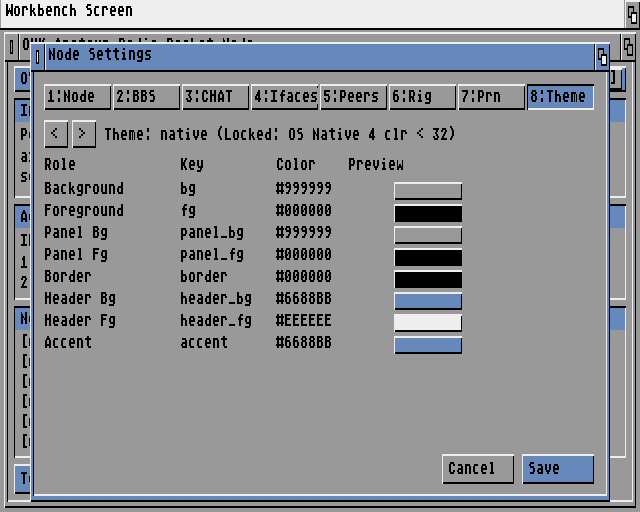 Workbench Screen
Node Settings
1:Node 2:BBS 3:CHAT 4:Ifaces 5:Peers 6:Rig 7:Prn 8:Theme
< > Theme: native (Locked: OS Native 4 clr < 32)
Role Key Color Preview
Background bg #999999
Foreground fg #000000
Panel Bg panel_bg #999999
Panel Fg panel_fg #000000
Border border #000000
Header Bg header_bg #6688BB
Header Fg header_fg #EEEEEE
Accent accent #6688BB
Cancel Save